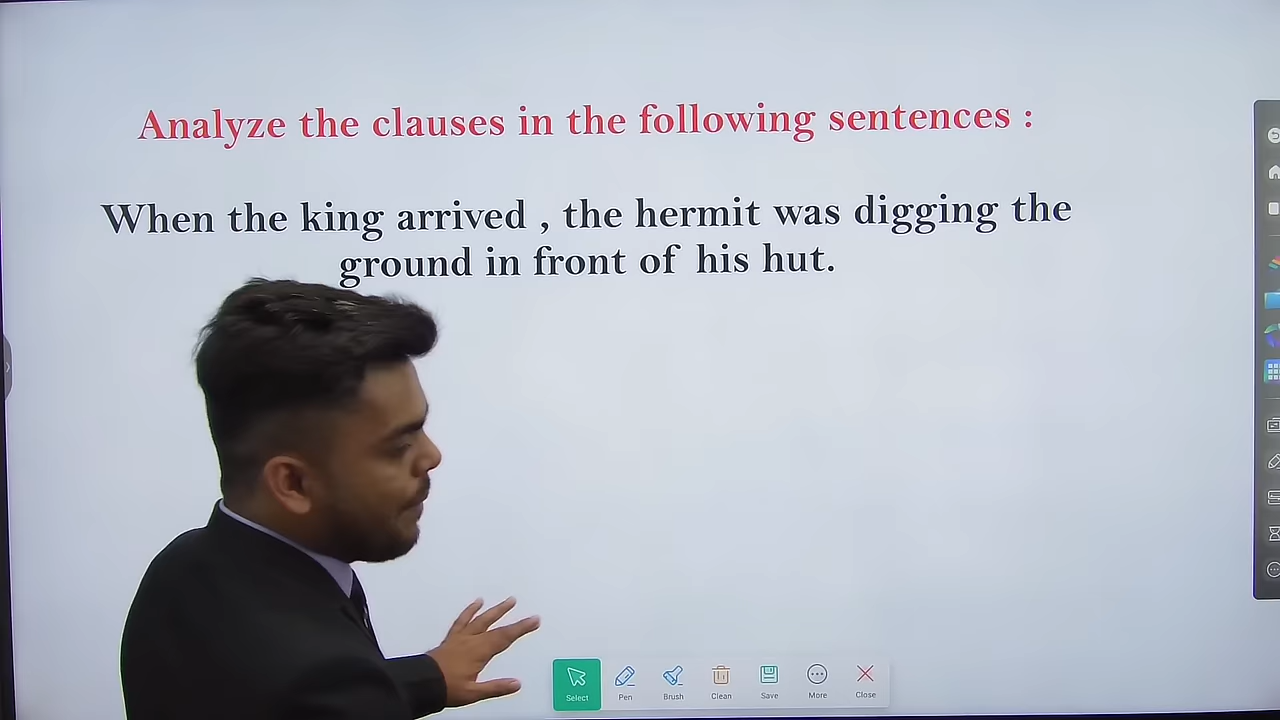 Analyze the clauses in the following sentences :
When the king arrived , the hermit was digging the
ground in front of his hut.
Select
Pen
Brush
Clean
Save
More
Close